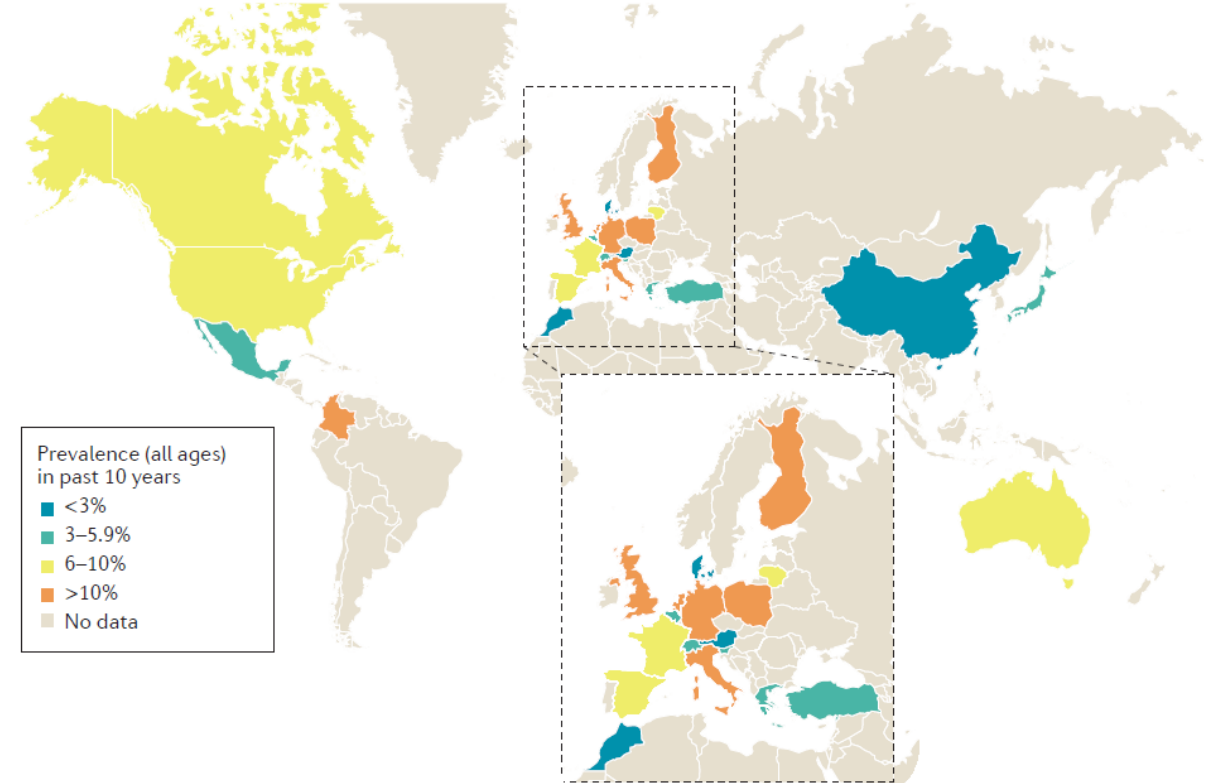 Prevalence (all ages)
in past 10 years
<3%
3–5.9%
6–10%
>10%
No data